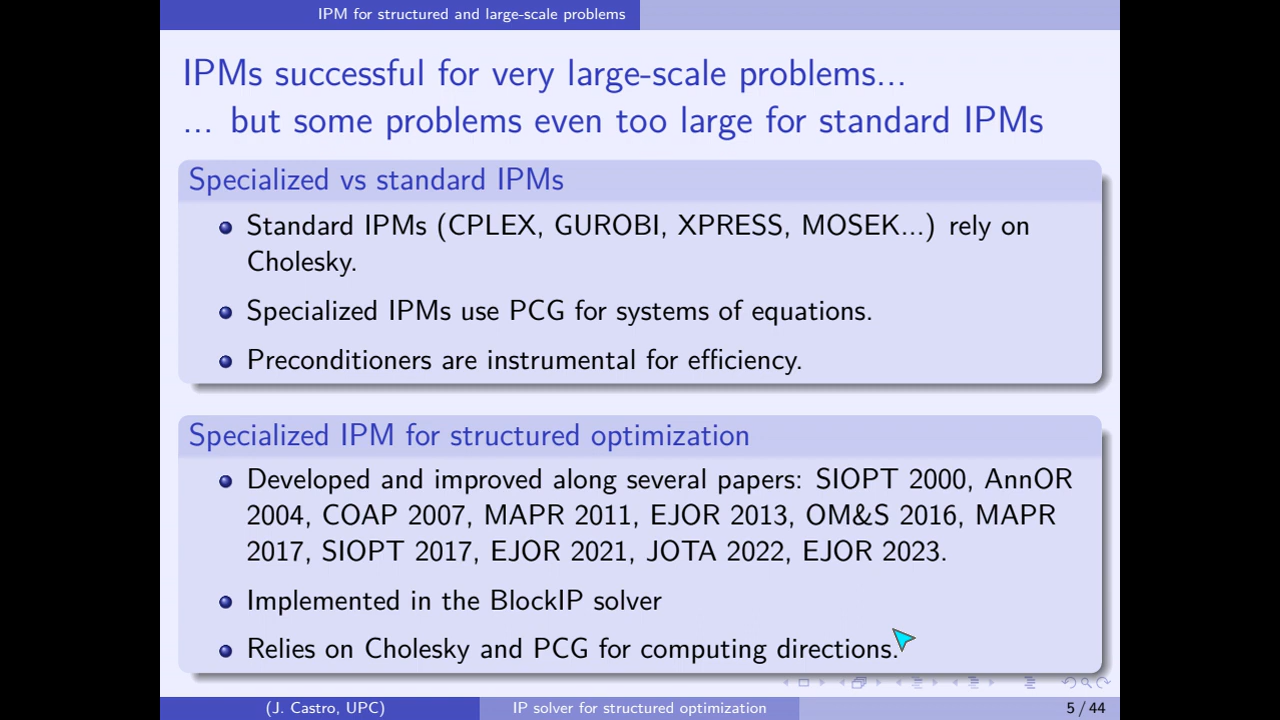 IPM for structured and large-scale problems
IPMs successful for very large-scale problems...
... but some problems even too large for standard IPMs
Specialized vs standard IPMs
Standard IPMs (CPLEX, GUROBI, XPRESS, MOSEK...) rely on
Cholesky.
Specialized IPMs use PCG for systems of equations.
Preconditioners are instrumental for efficiency.
Specialized IPM for structured optimization
Developed and improved along several papers: SIOPT 2000, AnnOR
2004, COAP 2007, MAPR 2011, EJOR 2013, OM&S 2016, MAPR
2017, SIOPT 2017, EJOR 2021, JOTA 2022, EJOR 2023.
Implemented in the BlockIP solver
Relies on Cholesky and PCG for computing directions.
(J. Castro, UPC) IP solver for structured optimization 5 / 44